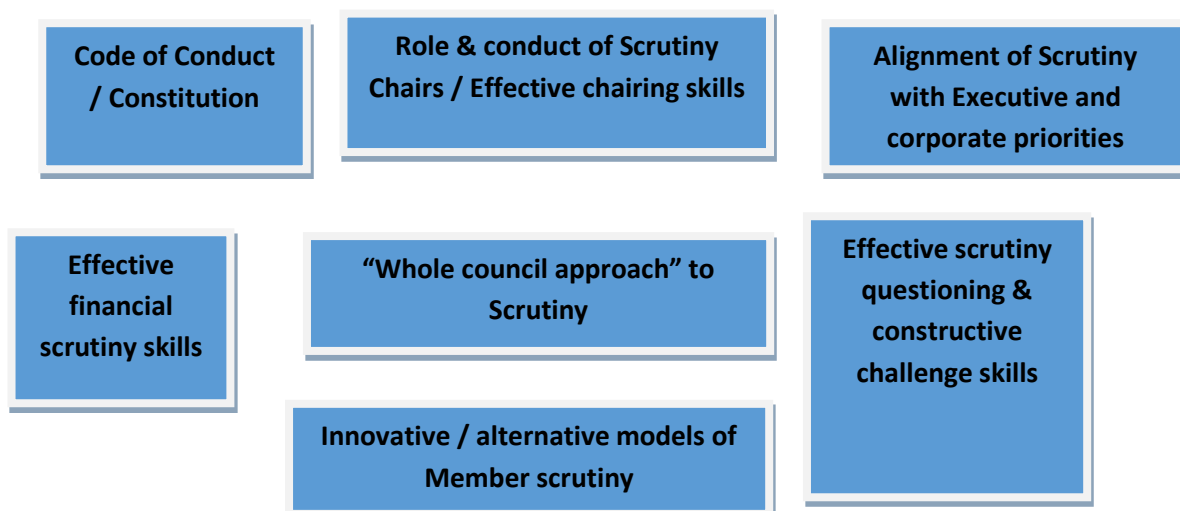 Code of Conduct
/ Constitution
Role & conduct of Scrutiny
Chairs / Effective chairing skills
Alignment of Scrutiny
with Executive and
corporate priorities
Effective
financial
scrutiny skills
“Whole council approach” to
Scrutiny
Effective scrutiny
questioning &
constructive
challenge skills
Innovative / alternative models of
Member scrutiny